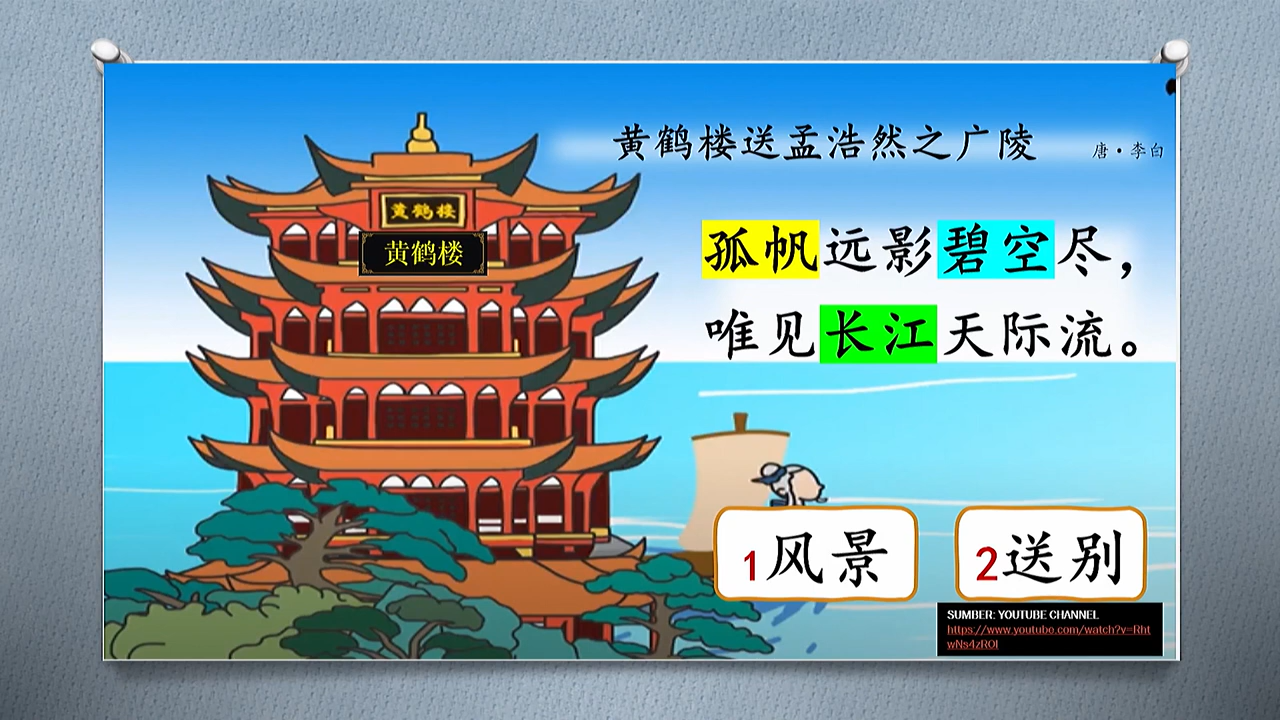 黄鹤楼送孟浩然之广陵
唐·李白
黄鹤楼
黄鹤楼
孤帆远影碧空尽，
唯见长江天际流。
1风景
2送别
SUMBER: YOUTUBE CHANNEL
https://www.youtube.com/watch?v=Rht
wNs4zROI